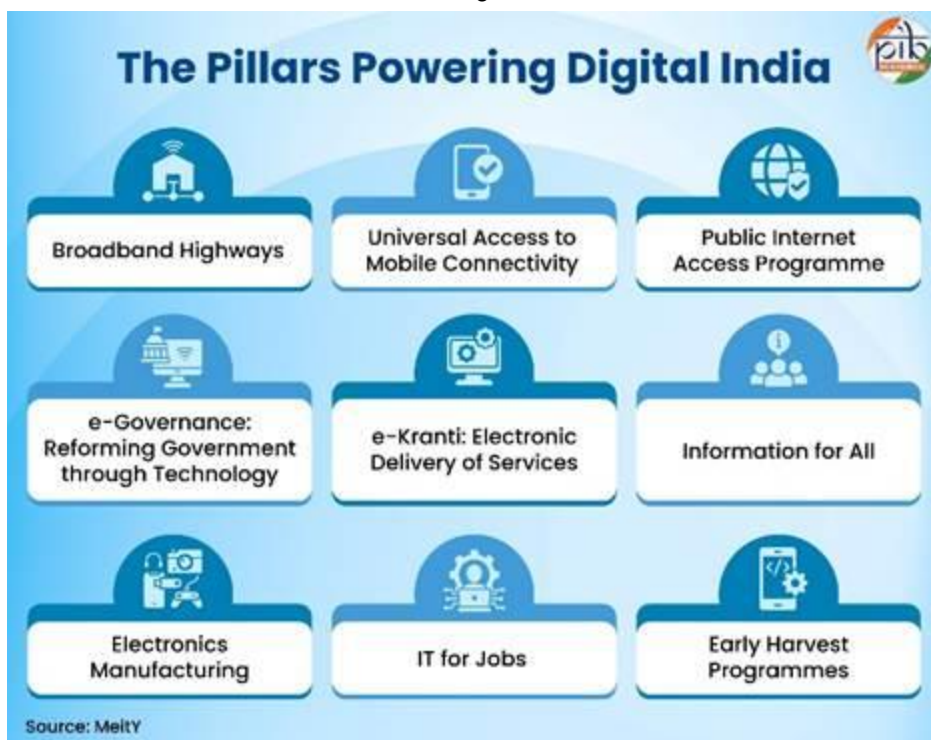 The Pillars Powering Digital India
pib
Broadband Highways
Universal Access to
Mobile Connectivity
Public Internet
Access Programme
e-Governance:
Reforming Government
through Technology
e-Kranti: Electronic
Delivery of Services
Information for All
Electronics
Manufacturing
IT for Jobs
Early Harvest
Programmes
Source: MeitY